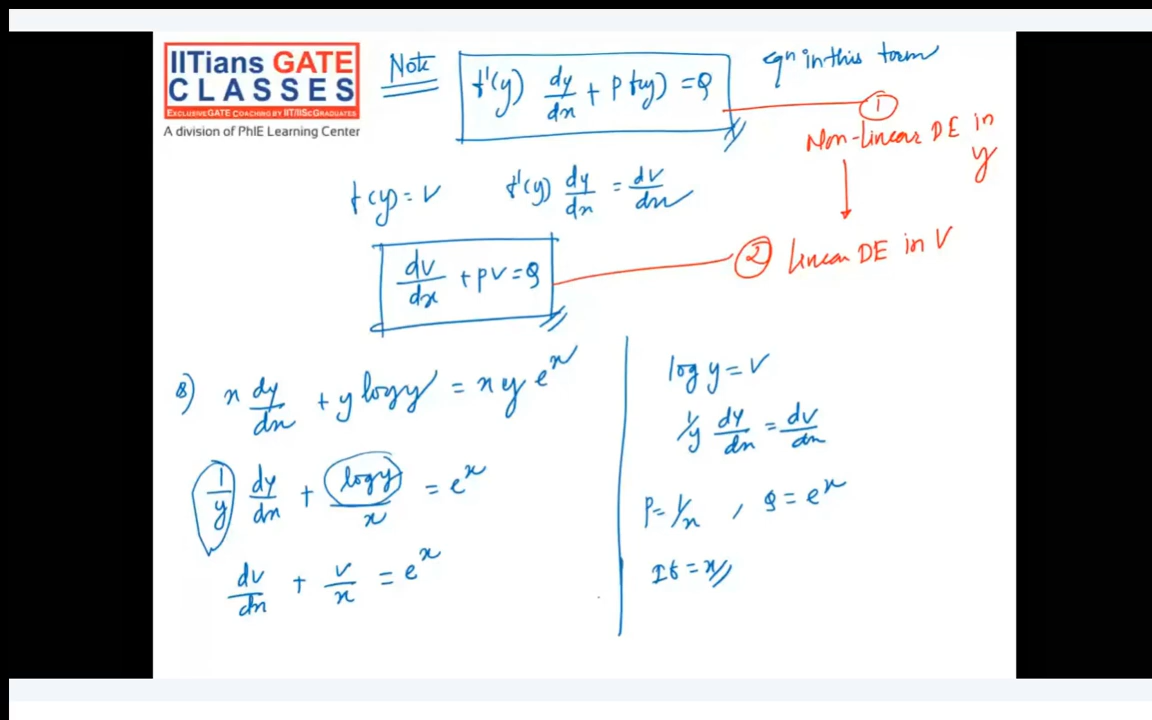 IITians GATE
CLASSES
EXCLUSIVE GATE COACHING BY IIT/IISc GRADUATES
A division of PhIE Learning Center
Note
f'(y) dy/dx + P f(y) = Q
eqn in this term
①
Non-linear DE in y
f(y) = v
f'(y) dy/dx = dv/dx
dv/dx + Pv = Q
② linear DE in V
8) x dy/dx + y log y = x y e^x
1/y dy/dx + log y/x = e^x
dv/dx + v/x = e^x
log y = v
1/y dy/dx = dv/dx
P = 1/x , Q = e^x
If = x